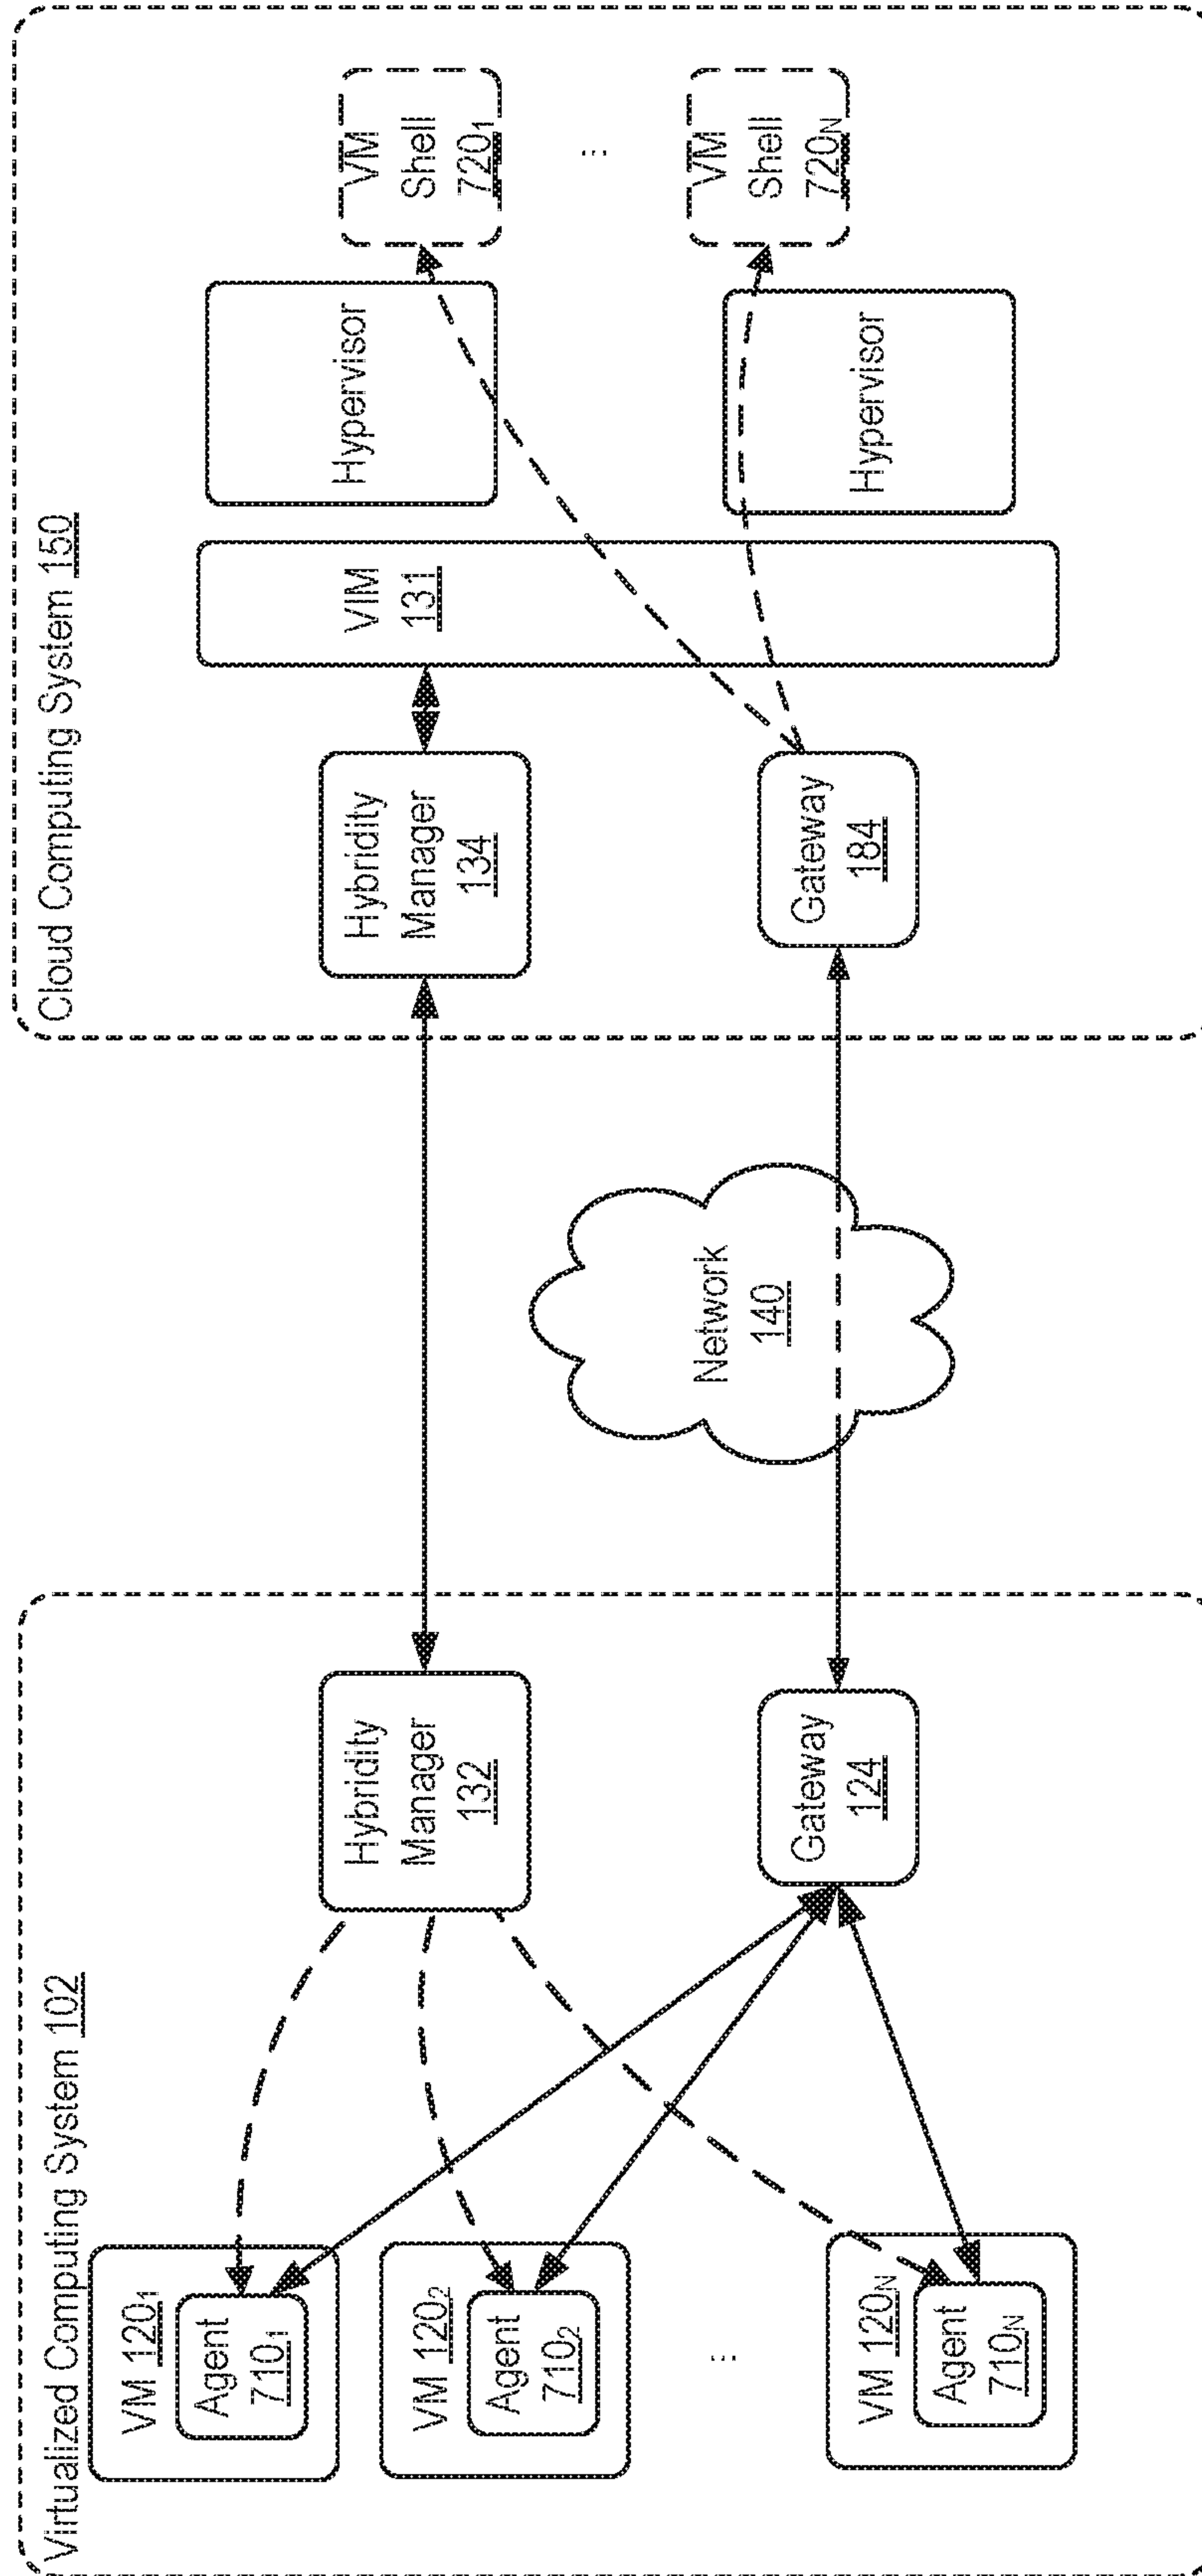 Virtualized Computing System 102
VM 120₁
Agent
710₁
VM 120₂
Agent
710₂
...
VM 120N
Agent
710N
Hybridity
Manager
132
Gateway
124
Network
140
Cloud Computing System 150
Hybridity
Manager
134
Gateway
184
VIM
131
Hypervisor
Hypervisor
VM
Shell
720₁
...
VM
Shell
720N